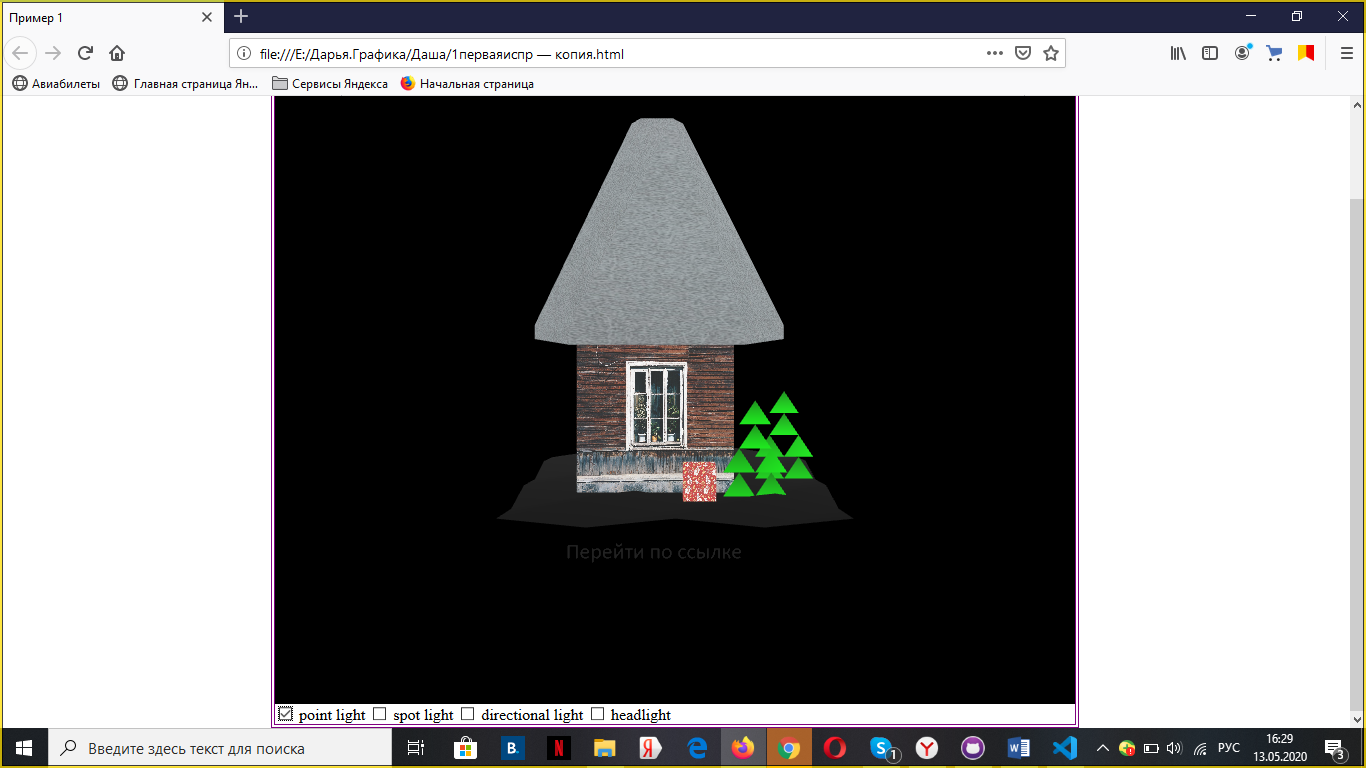 Пример 1
file:///E:/Дарья.Графика/Даша/1перваяиспр — копия.html
Авиабилеты Главная страница Ян... Сервисы Яндекса Начальная страница
Перейти по ссылке
point light spot light directional light headlight
Введите здесь текст для поиска
B.
N
Я
S 1
Y
W
РУС
16:29
13.05.2020
3